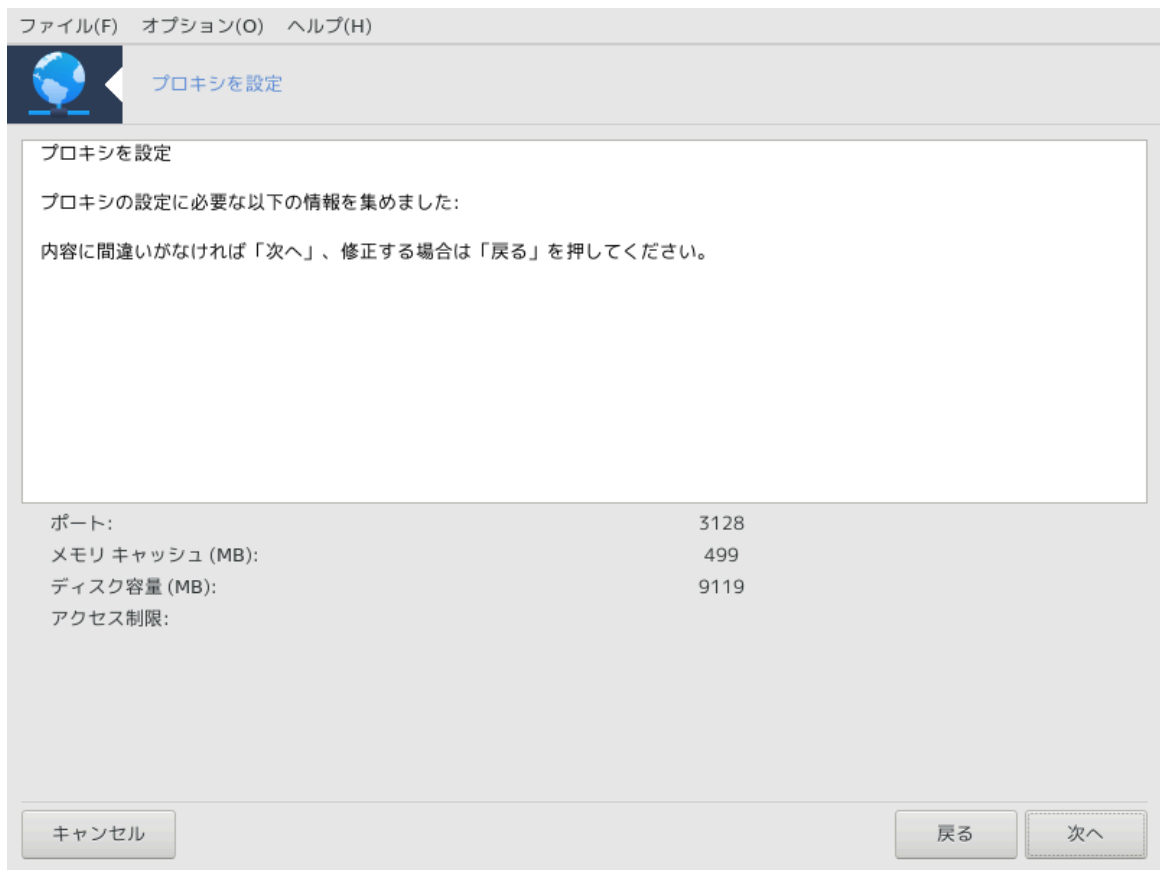 ファイル(F) オプション(O) ヘルプ(H)
プロキシを設定
プロキシを設定
プロキシの設定に必要な以下の情報を集めました:
内容に間違いがなければ「次へ」、修正する場合は「戻る」を押してください。
ポート: 3128
メモリ キャッシュ (MB): 499
ディスク容量 (MB): 9119
アクセス制限:
キャンセル 戻る 次へ